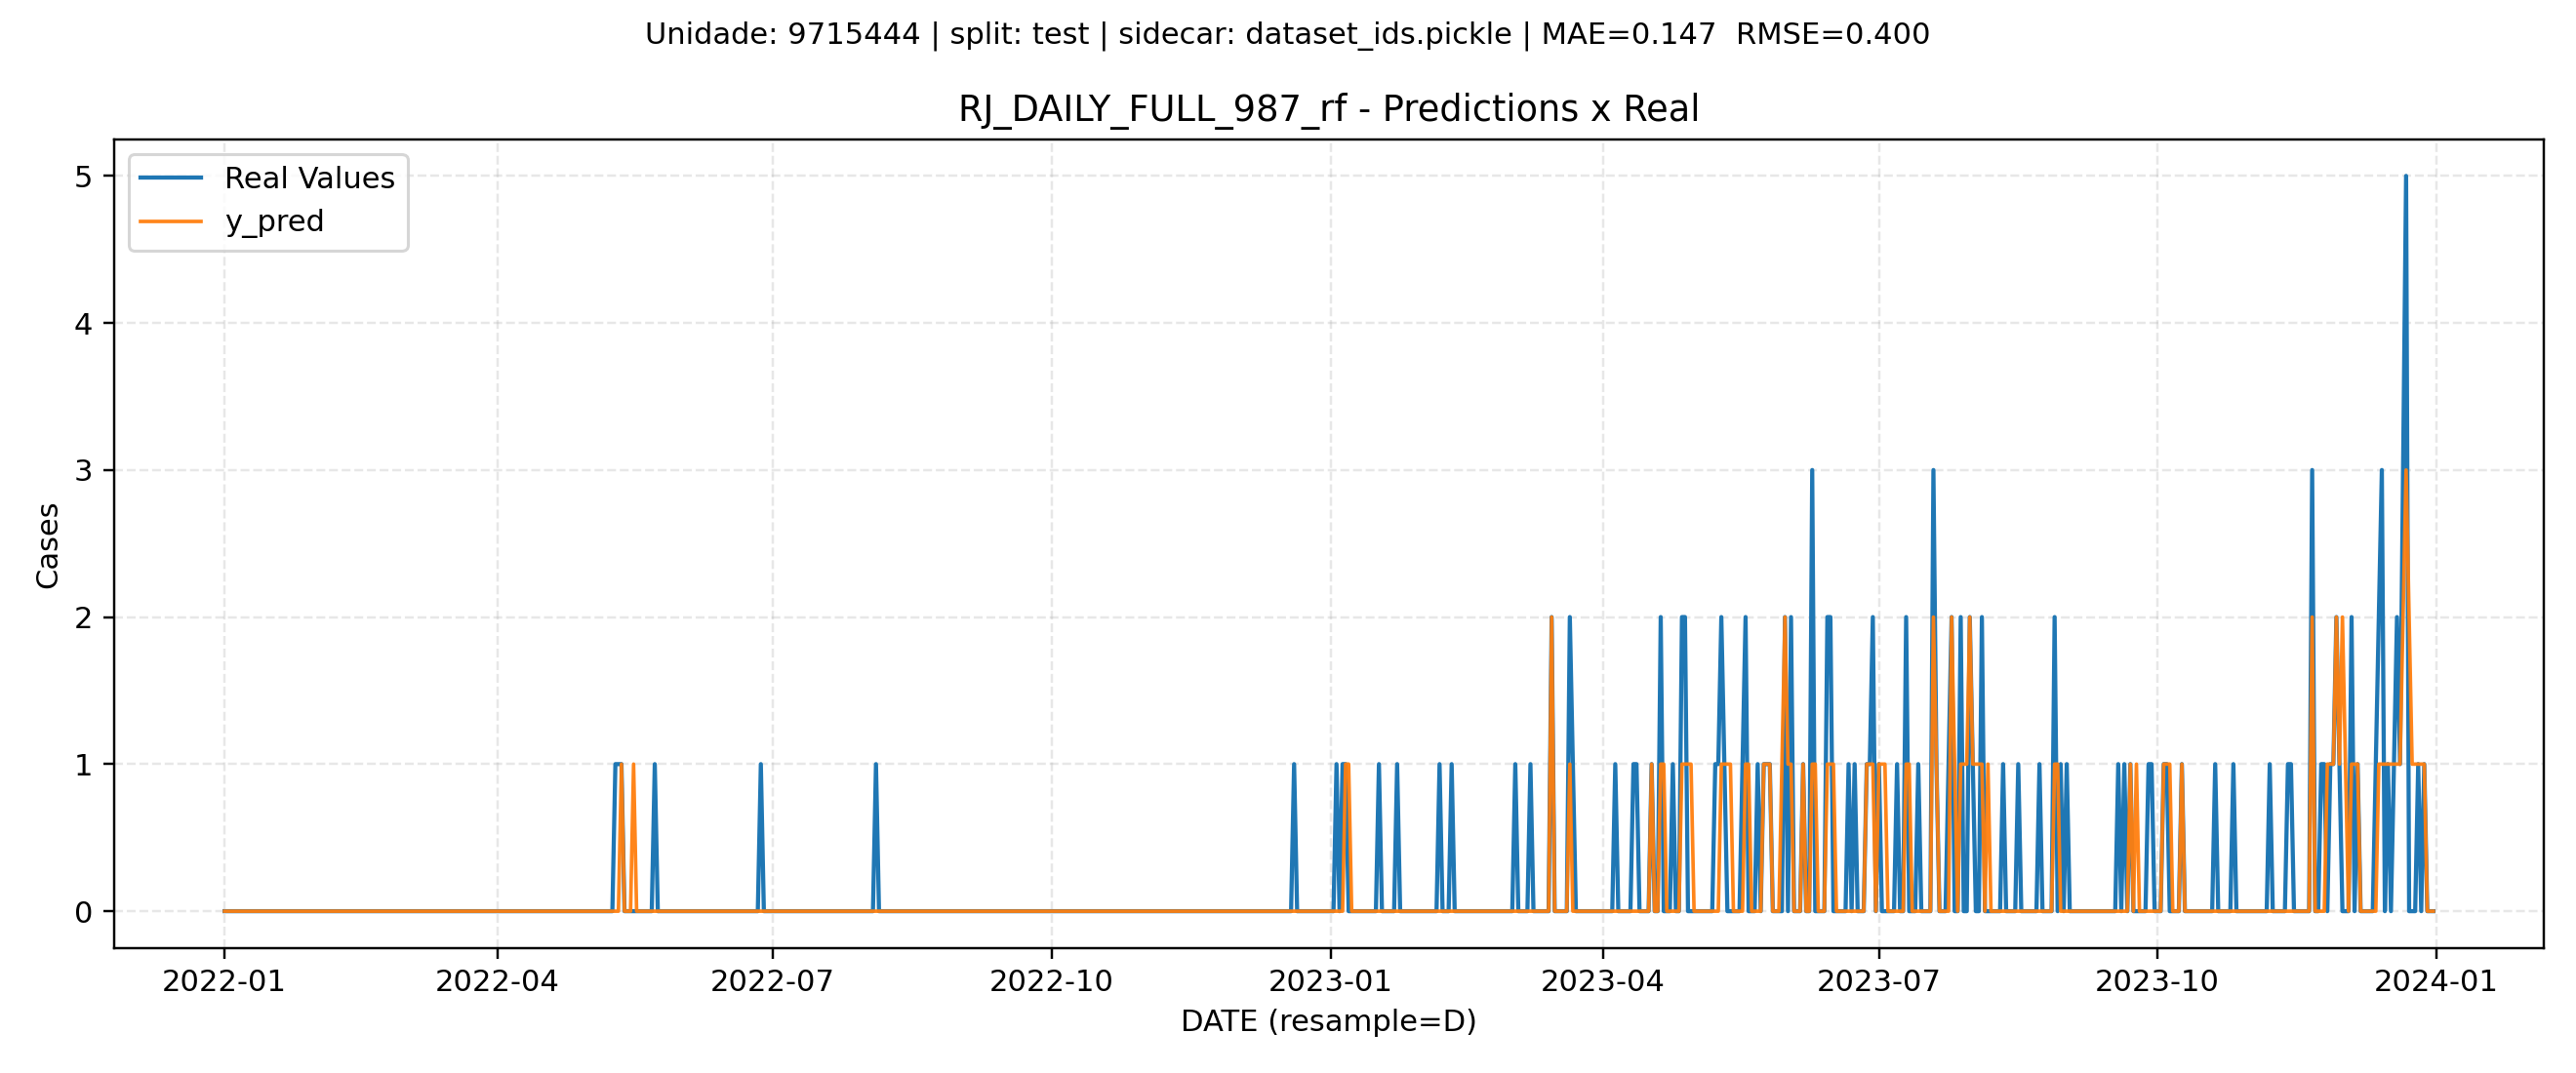 Unidade: 9715444 | split: test | sidecar: dataset_ids.pickle | MAE=0.147  RMSE=0.400
RJ_DAILY_FULL_987_rf - Predictions x Real
Real Values
y_pred
5
4
3
2
1
0
Cases
2022-01
2022-04
2022-07
2022-10
2023-01
2023-04
2023-07
2023-10
2024-01
DATE (resample=D)